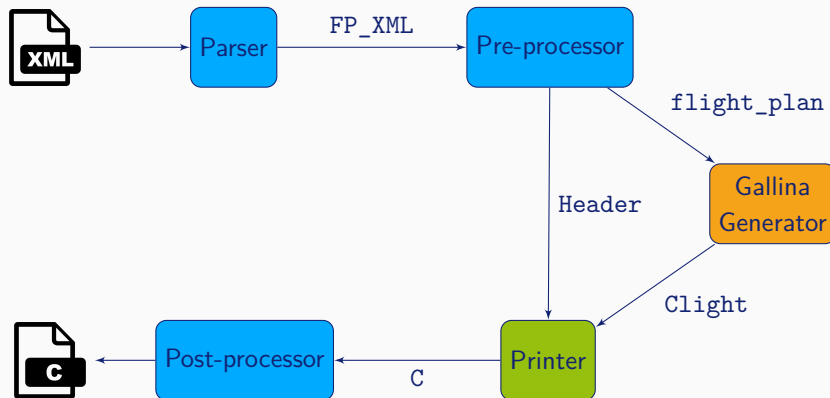 XML
Parser
FP_XML
Pre-processor
flight_plan
Gallina
Generator
Header
Clight
Printer
C
Post-processor
C